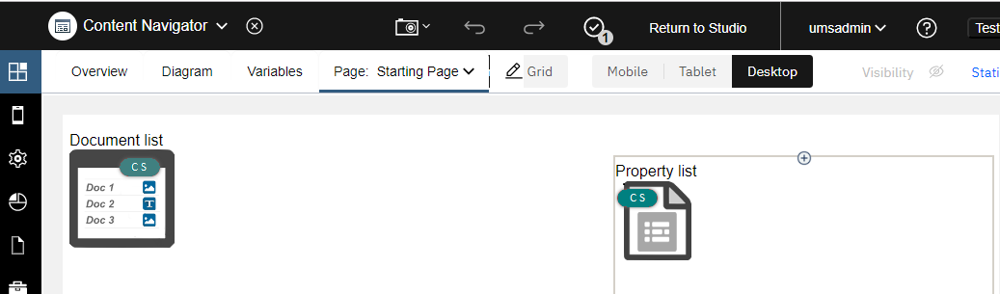 Content Navigator
1
Return to Studio
umsadmin
Test
Overview
Diagram
Variables
Page: Starting Page
Grid
Mobile
Tablet
Desktop
Visibility
Stati
Document list
CS
Doc 1
Doc 2
T
Doc 3
Property list
CS